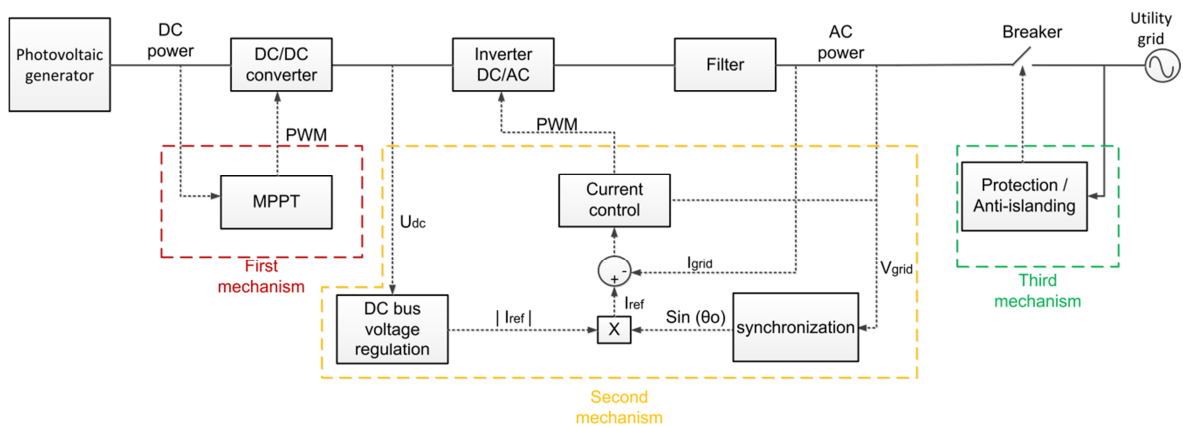 Photovoltaic
generator
DC
power
DC/DC
converter
Inverter
DC/AC
Filter
AC
power
Breaker
Utility
grid
PWM
PWM
MPPT
First
mechanism
Udc
Current
control
Igrid
Vgrid
+
-
Iref
DC bus
voltage
regulation
| Iref |
X
Sin (θo)
synchronization
Second
mechanism
Protection /
Anti-islanding
Third
mechanism